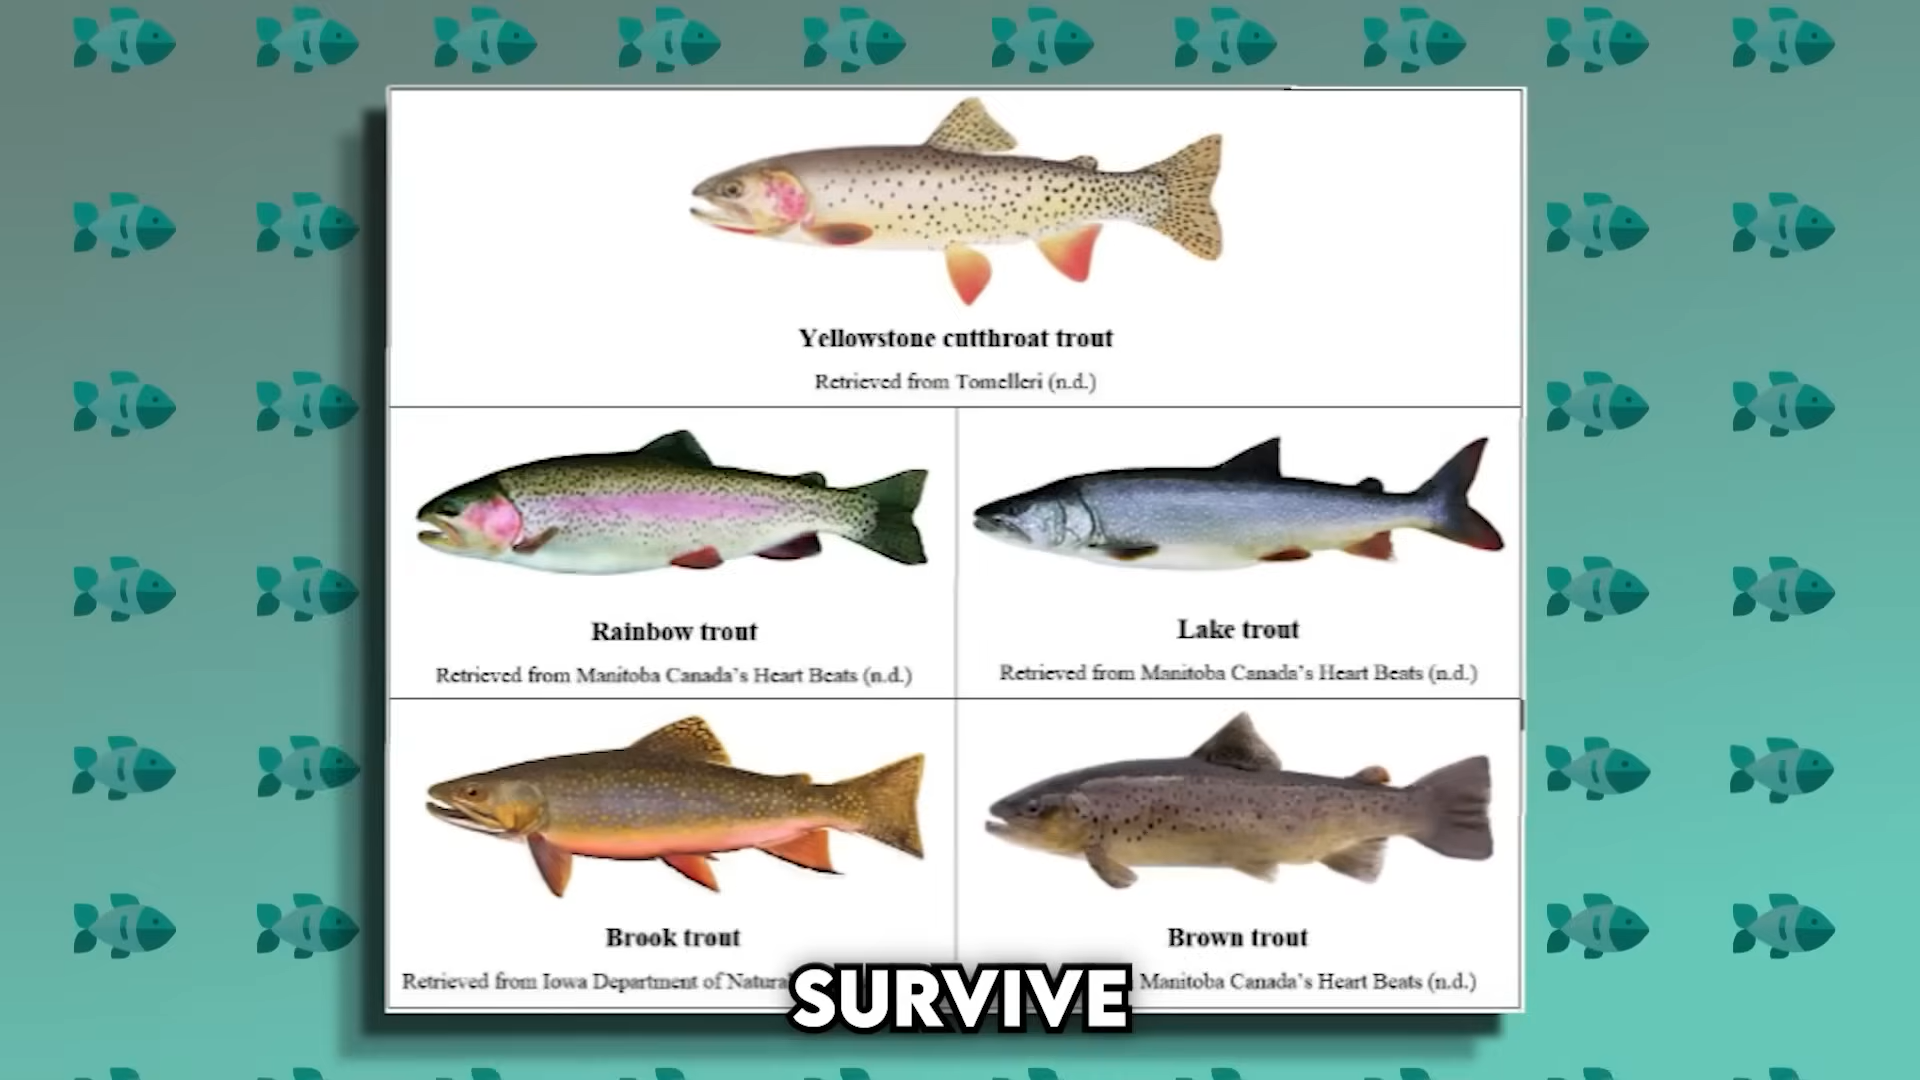 Yellowstone cutthroat trout
Retrieved from Tomelleri (n.d.)
Rainbow trout
Retrieved from Manitoba Canada's Heart Beats (n.d.)
Lake trout
Retrieved from Manitoba Canada's Heart Beats (n.d.)
Brook trout
Retrieved from Iowa Department of Natura
Brown trout
Manitoba Canada's Heart Beats (n.d.)
SURVIVE